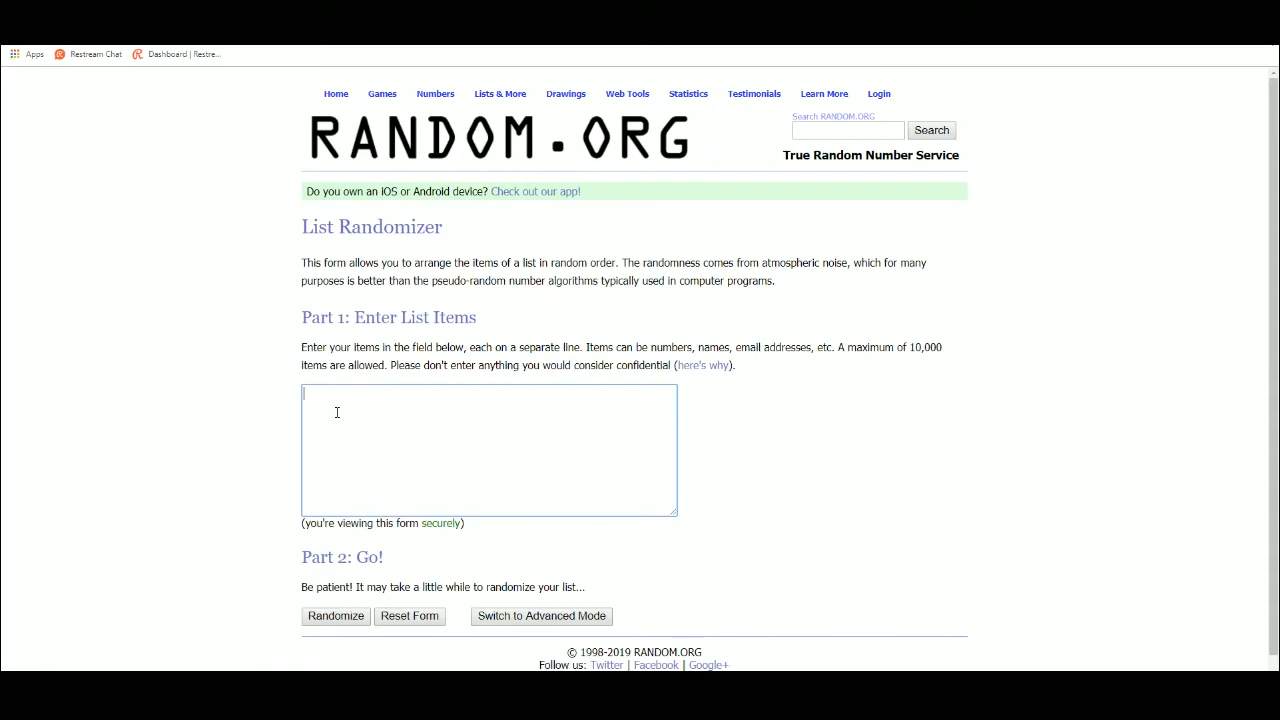 Apps Restream Chat Dashboard | Restre...
Home Games Numbers Lists & More Drawings Web Tools Statistics Testimonials Learn More Login
RANDOM.ORG
Search RANDOM.ORG
Search
True Random Number Service
Do you own an iOS or Android device? Check out our app!
List Randomizer
This form allows you to arrange the items of a list in random order. The randomness comes from atmospheric noise, which for many
purposes is better than the pseudo-random number algorithms typically used in computer programs.
Part 1: Enter List Items
Enter your items in the field below, each on a separate line. Items can be numbers, names, email addresses, etc. A maximum of 10,000
items are allowed. Please don't enter anything you would consider confidential (here's why).
(you're viewing this form securely)
Part 2: Go!
Be patient! It may take a little while to randomize your list...
Randomize Reset Form Switch to Advanced Mode
© 1998-2019 RANDOM.ORG
Follow us: Twitter | Facebook | Google+